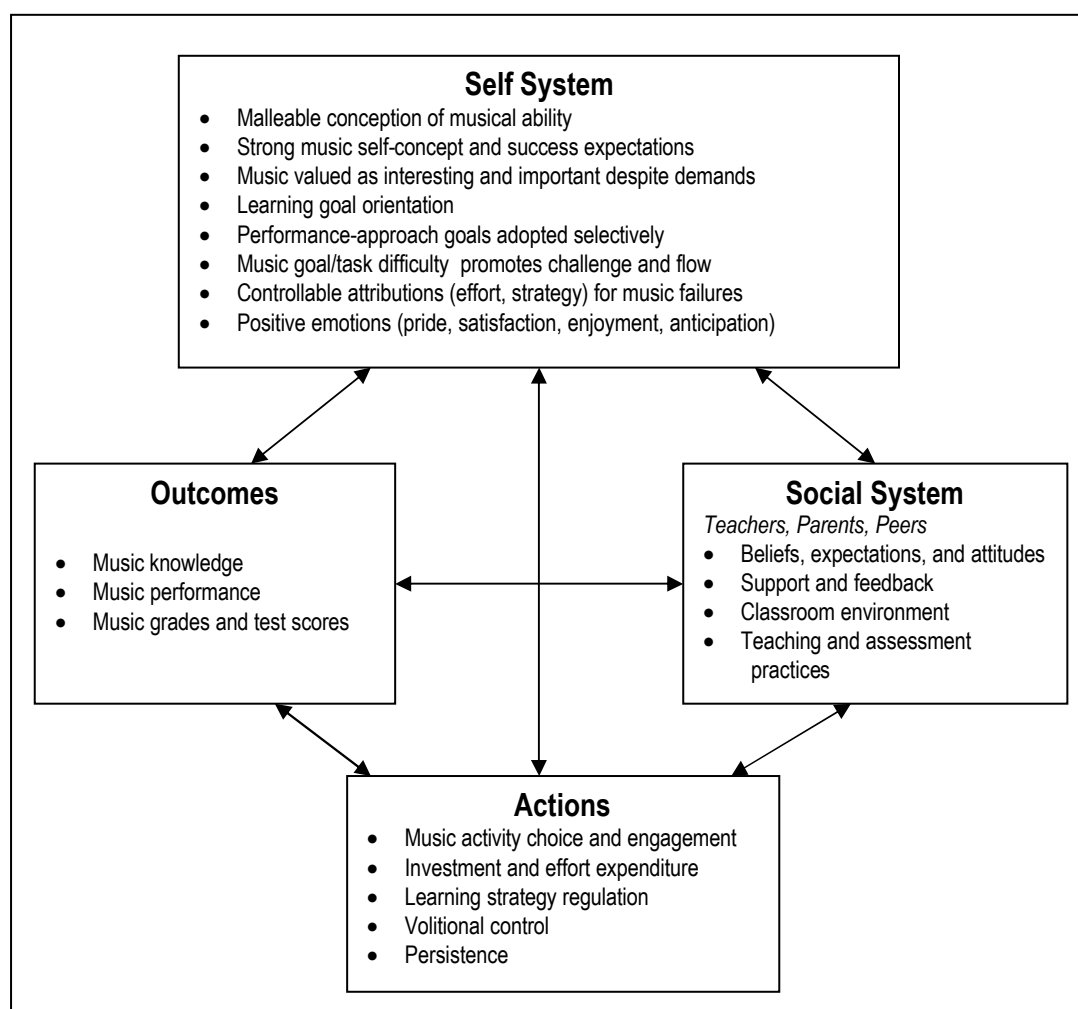 Self System
• Malleable conception of musical ability
• Strong music self-concept and success expectations
• Music valued as interesting and important despite demands
• Learning goal orientation
• Performance-approach goals adopted selectively
• Music goal/task difficulty promotes challenge and flow
• Controllable attributions (effort, strategy) for music failures
• Positive emotions (pride, satisfaction, enjoyment, anticipation)
Outcomes
• Music knowledge
• Music performance
• Music grades and test scores
Social System
Teachers, Parents, Peers
• Beliefs, expectations, and attitudes
• Support and feedback
• Classroom environment
• Teaching and assessment
practices
Actions
• Music activity choice and engagement
• Investment and effort expenditure
• Learning strategy regulation
• Volitional control
• Persistence